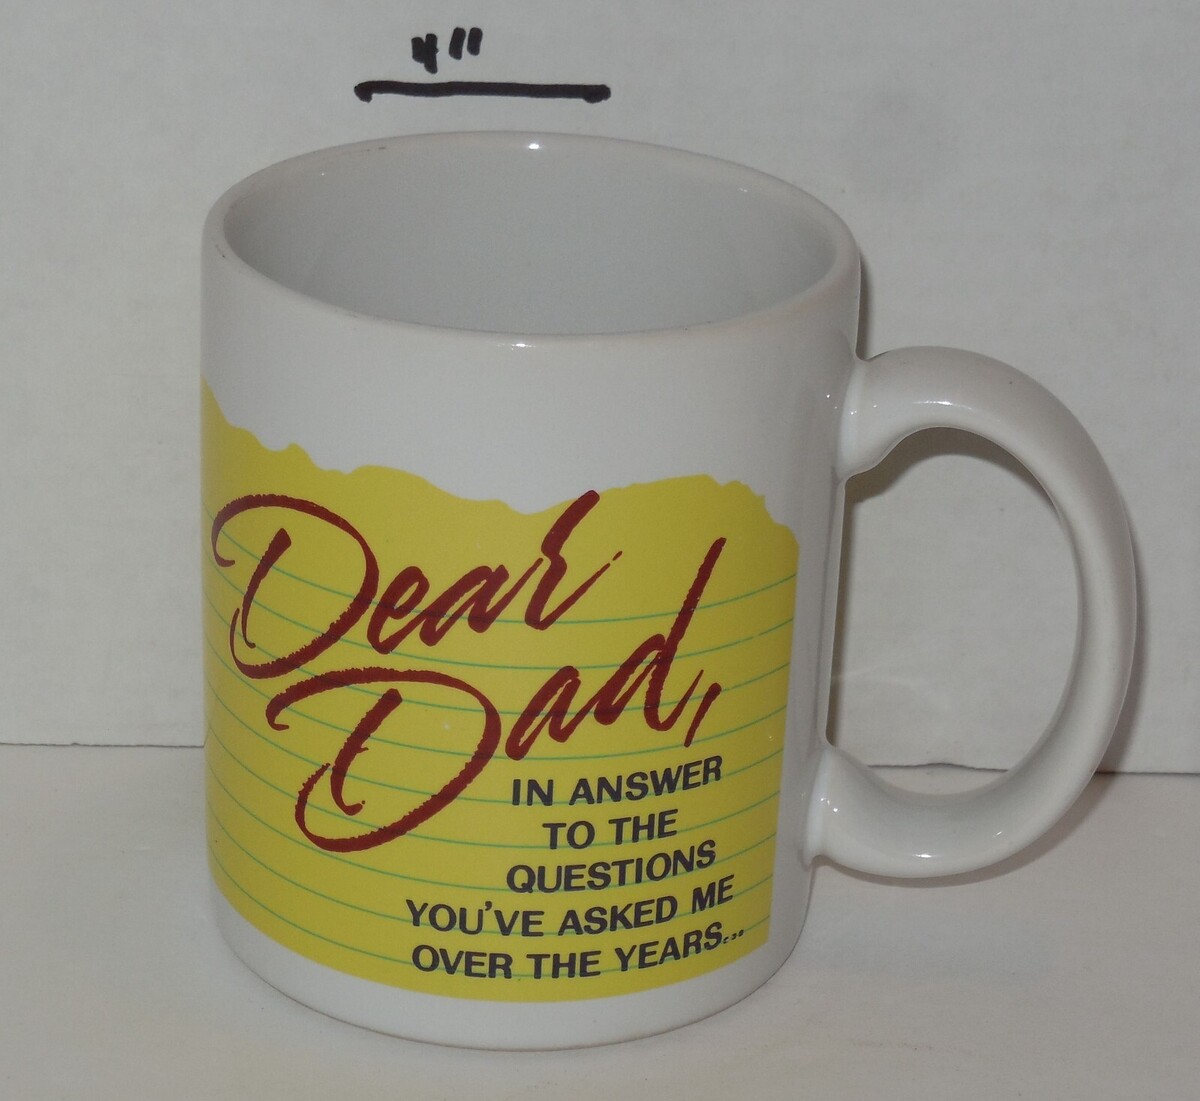 4"
Dear
Dad,
IN ANSWER
TO THE
QUESTIONS
YOU'VE ASKED ME
OVER THE YEARS...